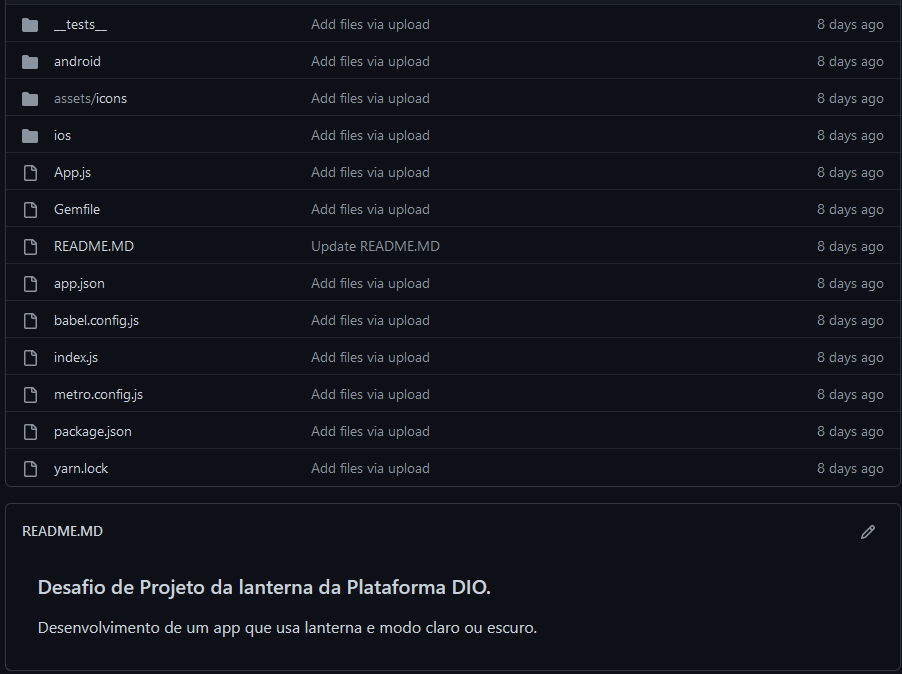 __tests__ Add files via upload 8 days ago
android Add files via upload 8 days ago
assets/icons Add files via upload 8 days ago
ios Add files via upload 8 days ago
App.js Add files via upload 8 days ago
Gemfile Add files via upload 8 days ago
README.MD Update README.MD 8 days ago
app.json Add files via upload 8 days ago
babel.config.js Add files via upload 8 days ago
index.js Add files via upload 8 days ago
metro.config.js Add files via upload 8 days ago
package.json Add files via upload 8 days ago
yarn.lock Add files via upload 8 days ago
README.MD
Desafio de Projeto da lanterna da Plataforma DIO.
Desenvolvimento de um app que usa lanterna e modo claro ou escuro.